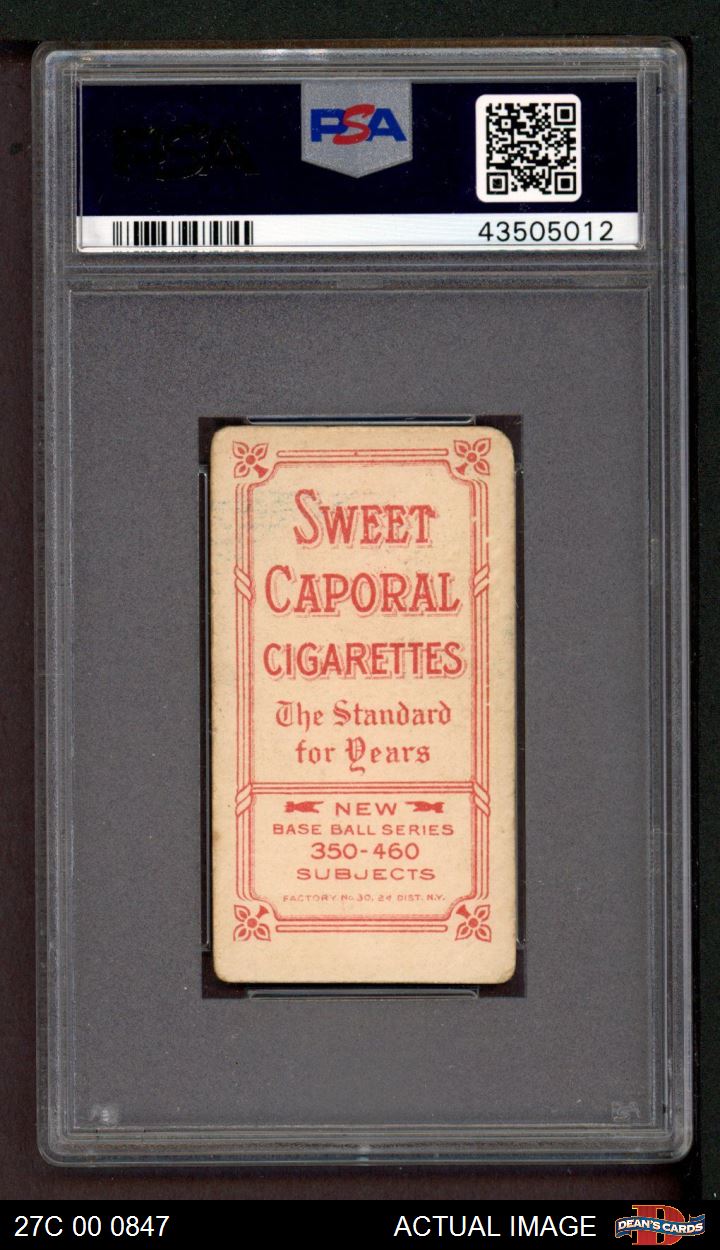 PSA
43505012
SWEET
CAPORAL
CIGARETTES
The Standard
for Years
NEW
BASE BALL SERIES
350-460
SUBJECTS
FACTORY No. 30, 2d DIST. N.Y.
27C 00 0847
ACTUAL IMAGE
D
DEAN'S CARDS